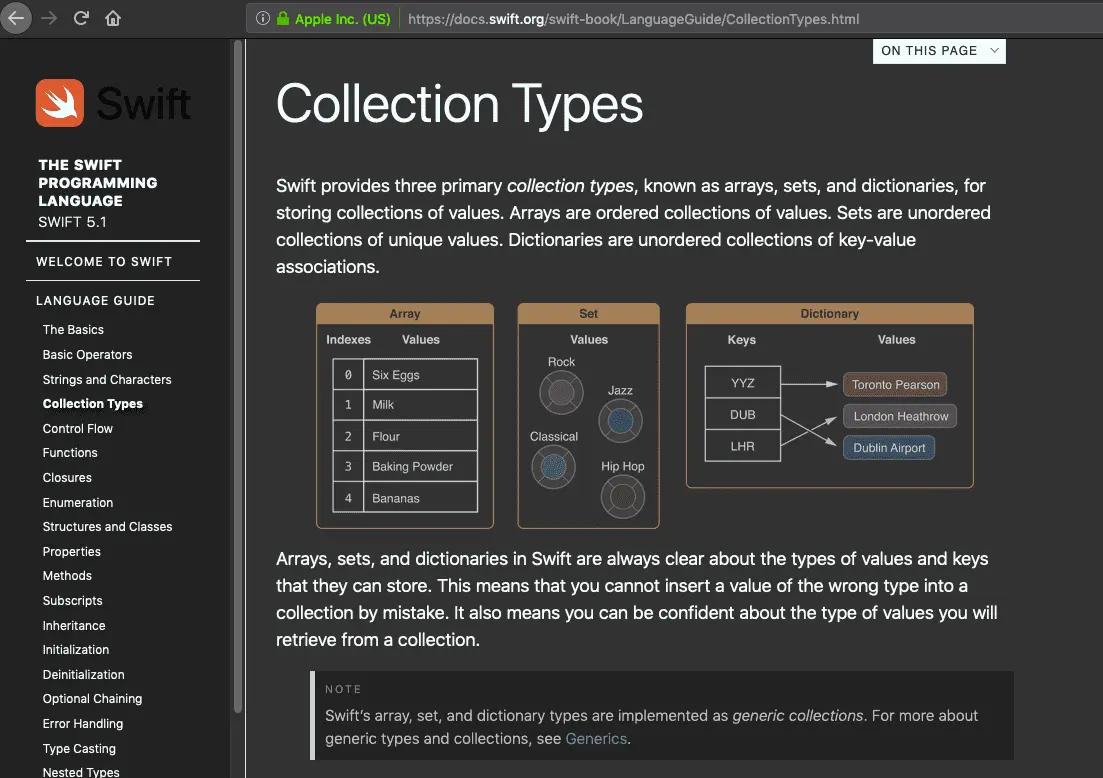 Apple Inc. (US)
https://docs.swift.org/swift-book/LanguageGuide/CollectionTypes.html
Swift
THE SWIFT
PROGRAMMING
LANGUAGE
SWIFT 5.1
WELCOME TO SWIFT
LANGUAGE GUIDE
The Basics
Basic Operators
Strings and Characters
Collection Types
Control Flow
Functions
Closures
Enumeration
Structures and Classes
Properties
Methods
Subscripts
Inheritance
Initialization
Deinitialization
Optional Chaining
Error Handling
Type Casting
Nested Types
ON THIS PAGE
Collection Types
Swift provides three primary collection types, known as arrays, sets, and dictionaries, for
storing collections of values. Arrays are ordered collections of values. Sets are unordered
collections of unique values. Dictionaries are unordered collections of key-value
associations.
Array
Indexes Values
0 Six Eggs
1 Milk
2 Flour
3 Baking Powder
4 Bananas
Set
Values
Rock
Jazz
Classical
Hip Hop
Dictionary
Keys Values
YYZ Toronto Pearson
DUB London Heathrow
LHR Dublin Airport
Arrays, sets, and dictionaries in Swift are always clear about the types of values and keys
that they can store. This means that you cannot insert a value of the wrong type into a
collection by mistake. It also means you can be confident about the type of values you will
retrieve from a collection.
NOTE
Swift’s array, set, and dictionary types are implemented as generic collections. For more about
generic types and collections, see Generics.